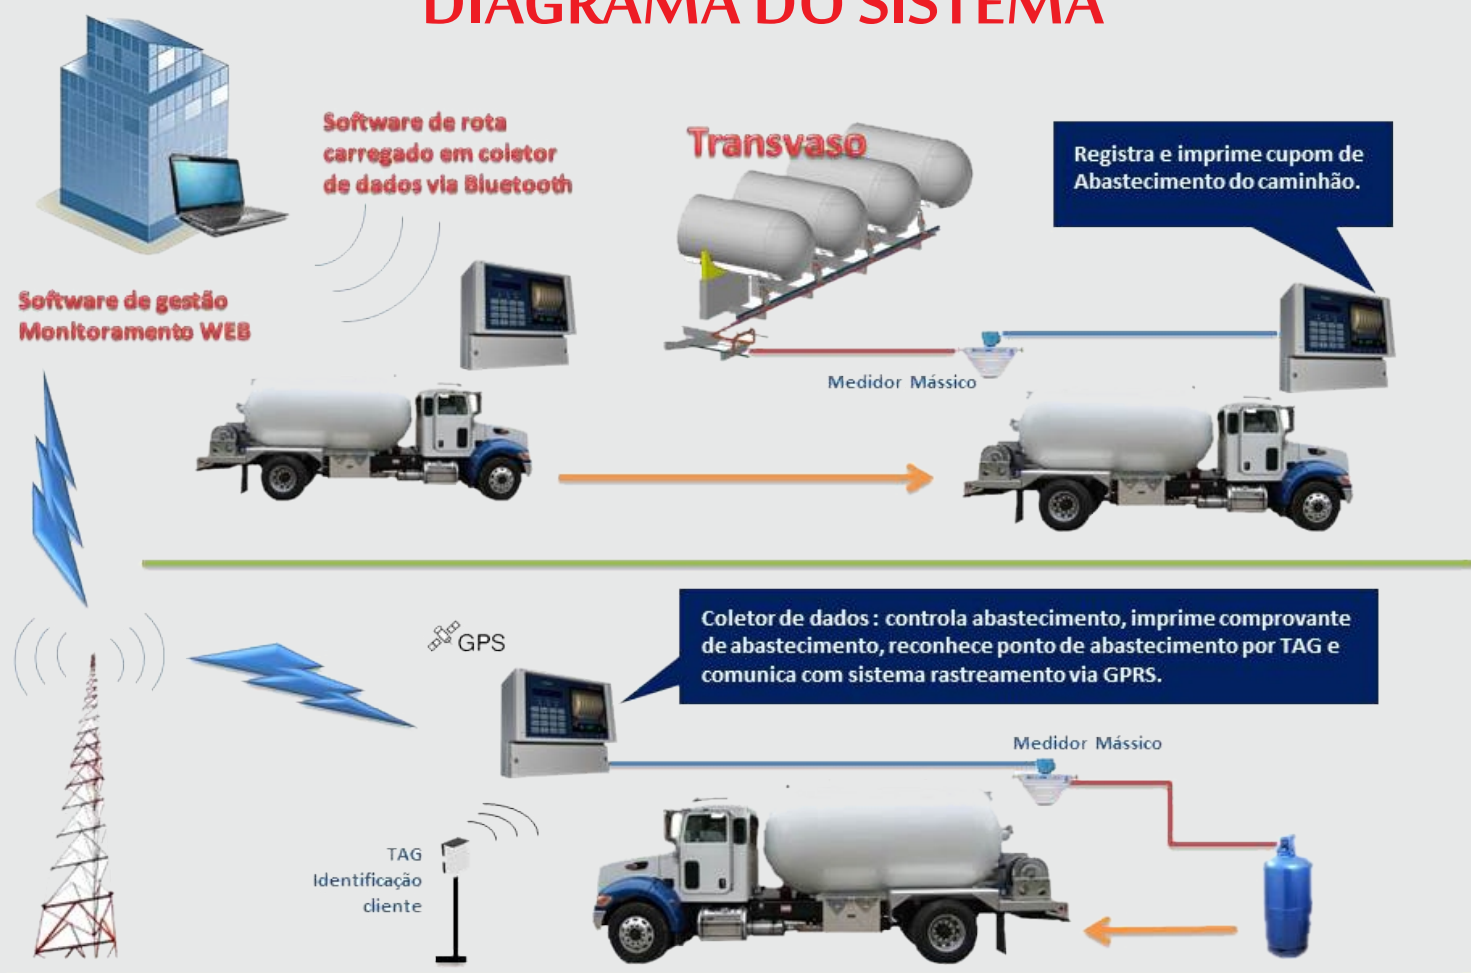 DIAGRAMA DO SISTEMA
Software de rota
carregado em coletor
de dados via Bluetooth
Transvaso
Registra e imprime cupom de
Abastecimento do caminhão.
Software de gestão
Monitoramento WEB
Medidor Mássico
GPS
Coletor de dados : controla abastecimento, imprime comprovante
de abastecimento, reconhece ponto de abastecimento por TAG e
comunica com sistema rastreamento via GPRS.
Medidor Mássico
TAG
Identificação
cliente